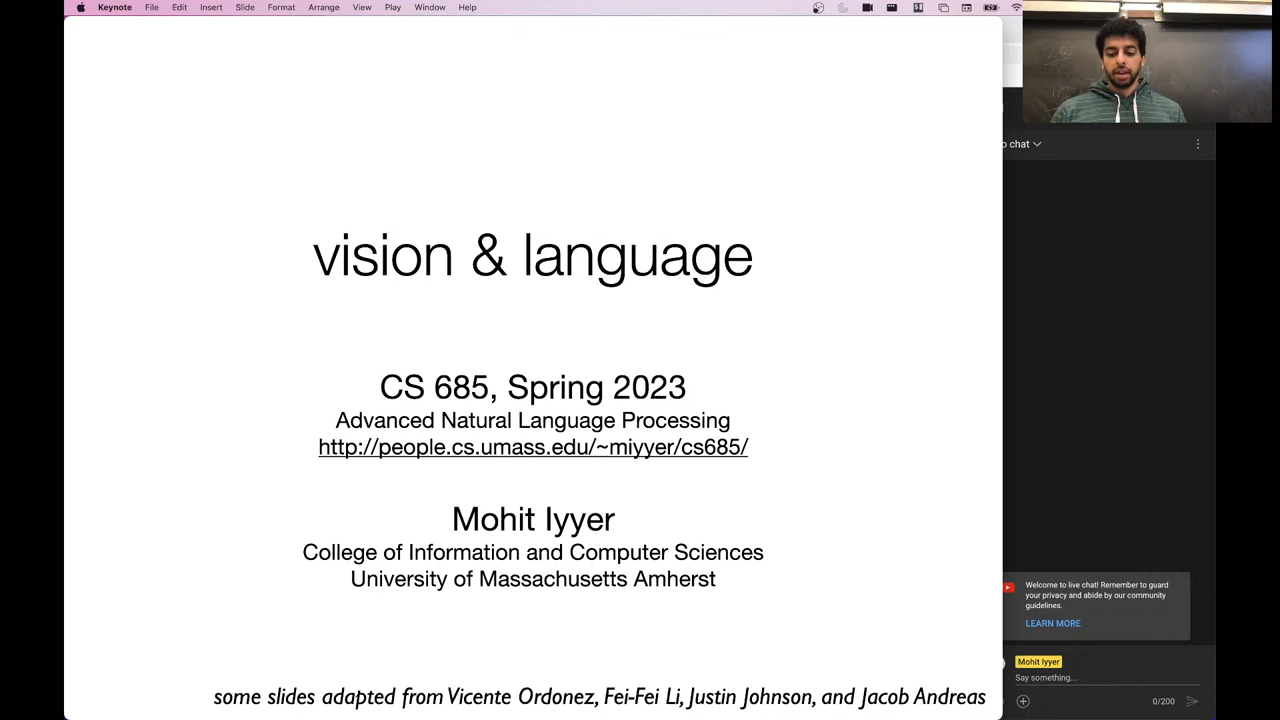 Keynote File Edit Insert Slide Format Arrange View Play Window Help
vision & language
CS 685, Spring 2023
Advanced Natural Language Processing
http://people.cs.umass.edu/~miyyer/cs685/
Mohit Iyyer
College of Information and Computer Sciences
University of Massachusetts Amherst
some slides adapted from Vicente Ordonez, Fei-Fei Li, Justin Johnson, and Jacob Andreas
chat
Welcome to live chat! Remember to guard
your privacy and abide by our community
guidelines.
LEARN MORE
Mohit Iyyer
Say something...
0/200